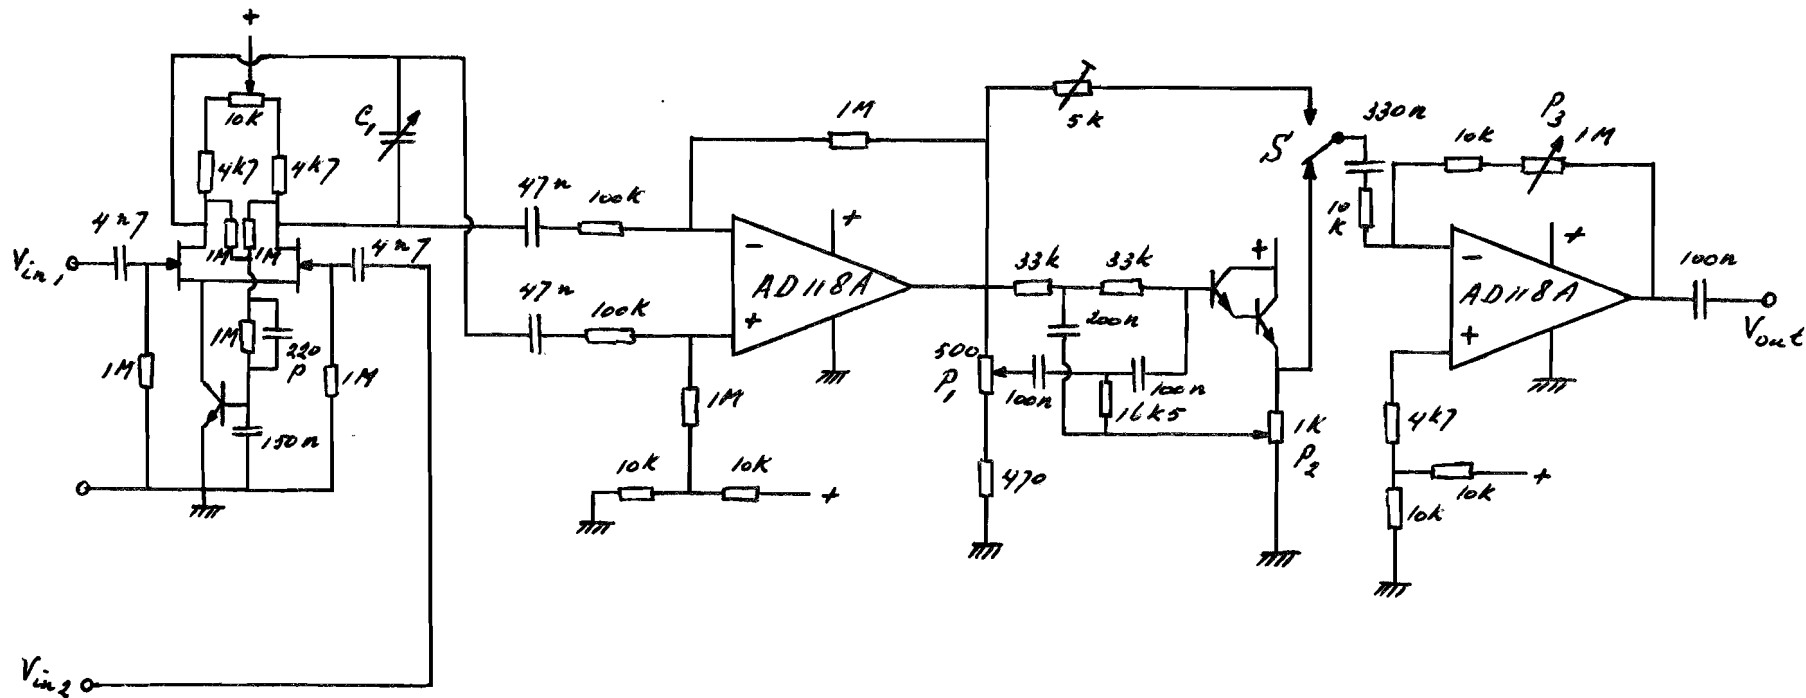 +
10k
4k7
4k7
C1
4n7
1M
1M
4n7
Vin1
1M
1M
220
P
1M
150n
Vin2
47n
100k
1M
−
+
AD118A
47n
100k
+
1M
10k
10k
+
5k
33k
33k
+
200n
500
P1
100n
100n
16k5
1k
P2
470
S
330n
10k
P3
1M
10
k
−
+
AD118A
+
100n
Vout
4k7
10k
+
10k